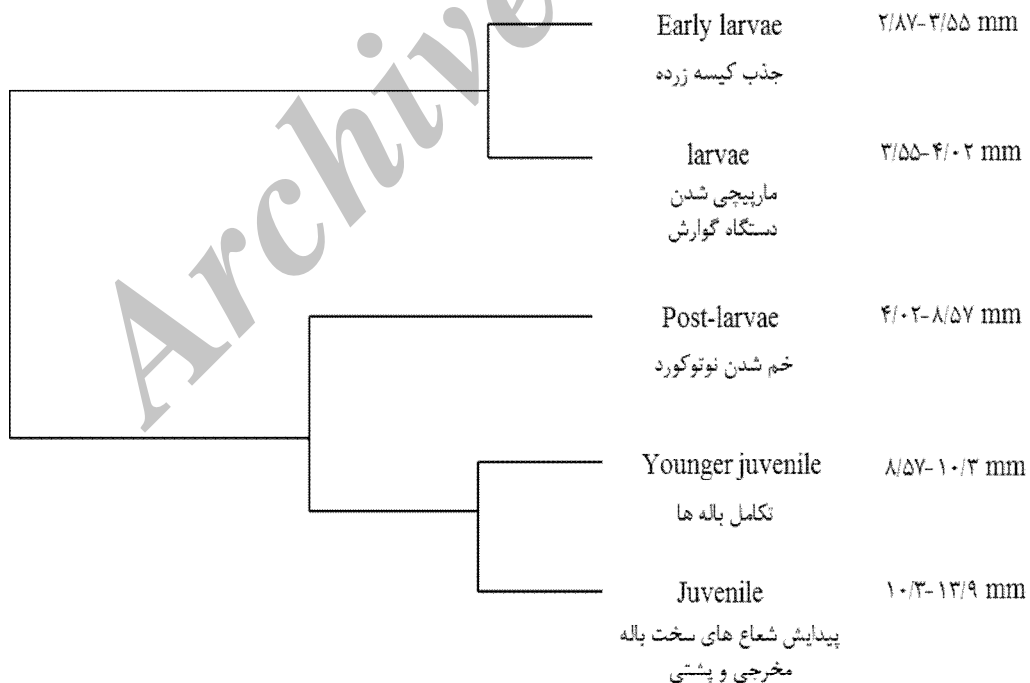 Early larvae ۲/۸۷-۳/۵۵ mm
جذب کیسه زرده
larvae ۳/۵۵-۴/۰۲ mm
مارپیچی شدن
دستگاه گوارش
Post-larvae ۴/۰۲-۸/۵۷ mm
خم شدن نوتوکورد
Younger juvenile ۸/۵۷-۱۰/۳ mm
تکامل باله ها
Juvenile ۱۰/۳-۱۳/۹ mm
پیدایش شعاع های سخت باله
مخرجی و پشتی
Archive